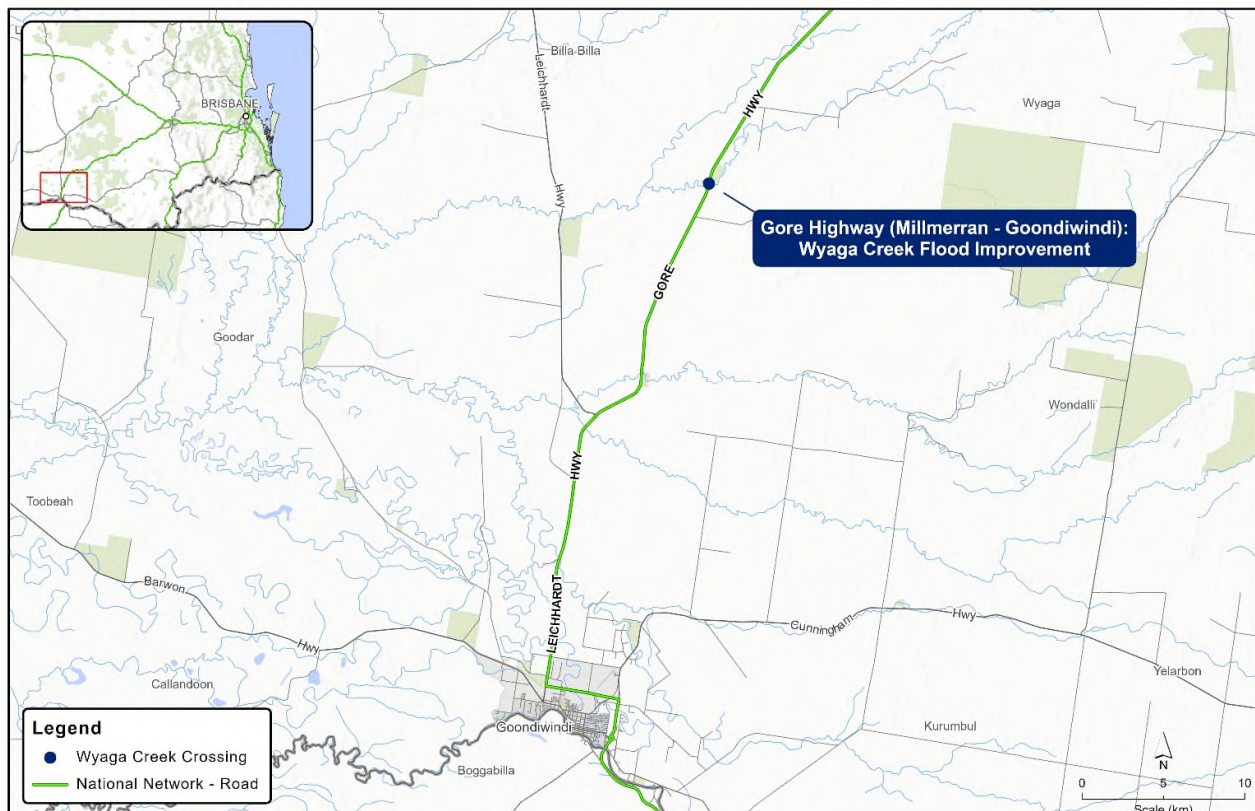 Billa Billa
Leichhardt
Hwy
HWY
Wyaga
BRISBANE
Gore Highway (Millmerran - Goondiwindi):
Wyaga Creek Flood Improvement
GORE
Goodar
Wondalli
HWY
Toobeah
LEICHHARDT
Barwon
Hwy
Cunningham
Hwy
Callandoon
Yelarbon
Goondiwindi
Kurumbul
Boggabilla
Legend
Wyaga Creek Crossing
National Network - Road
N
0 5 10
Scale (km)